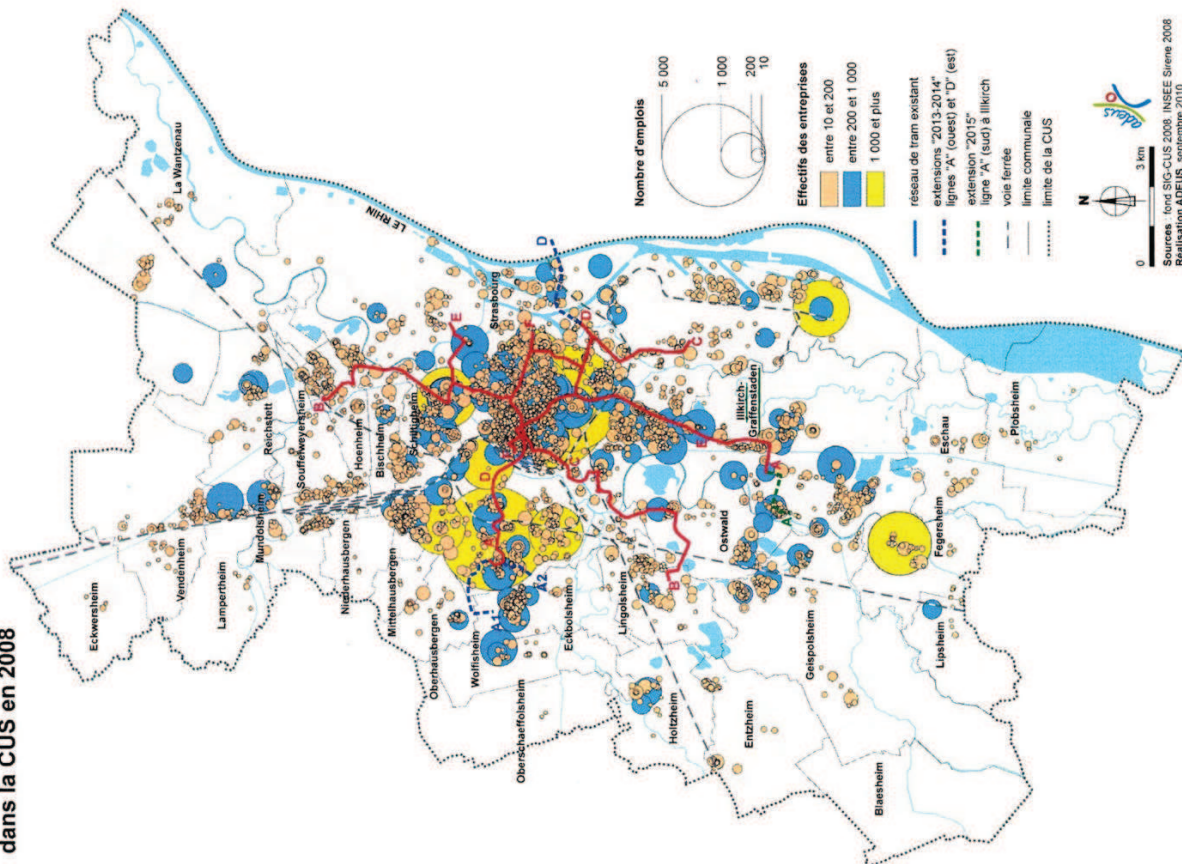 dans la CUS en 2008
Eckwersheim
Vendenheim
La Wantzenau
Lampertheim
Mundolsheim
Reichstett
Souffelweyersheim
Niederhausbergen
Hoenheim
Bischheim
Mittelhausbergen
Schiltigheim
Oberhausbergen
LE RHIN
Wolfisheim
Strasbourg
Eckbolsheim
Oberschaeffolsheim
Lingolsheim
Holtzheim
Ostwald
Illkirch-
Graffenstaden
Entzheim
Geispolsheim
Eschau
Plobsheim
Fegersheim
Lipsheim
Blaesheim
B
E
F
D
D
D
A1
A2
C
B
E
A
A
Nombre d'emplois
5 000
1 000
200
10
Effectifs des entreprises
entre 10 et 200
entre 200 et 1 000
1 000 et plus
réseau de tram existant
extensions "2013-2014"
lignes "A" (ouest) et "D" (est)
extension "2015"
ligne "A" (sud) à Illkirch
voie ferrée
limite communale
limite de la CUS
N
0
3 km
adeus
Sources : fond SIG-CUS 2008, INSEE Sirene 2008
Réalisation ADEUS, septembre 2010